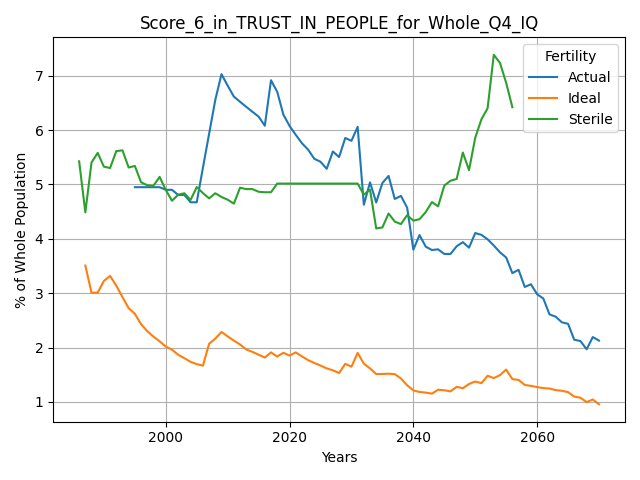 Score_6_in_TRUST_IN_PEOPLE_for_Whole_Q4_IQ
Fertility
Actual
Ideal
Sterile
% of Whole Population
7
6
5
4
3
2
1
2000
2020
2040
2060
Years